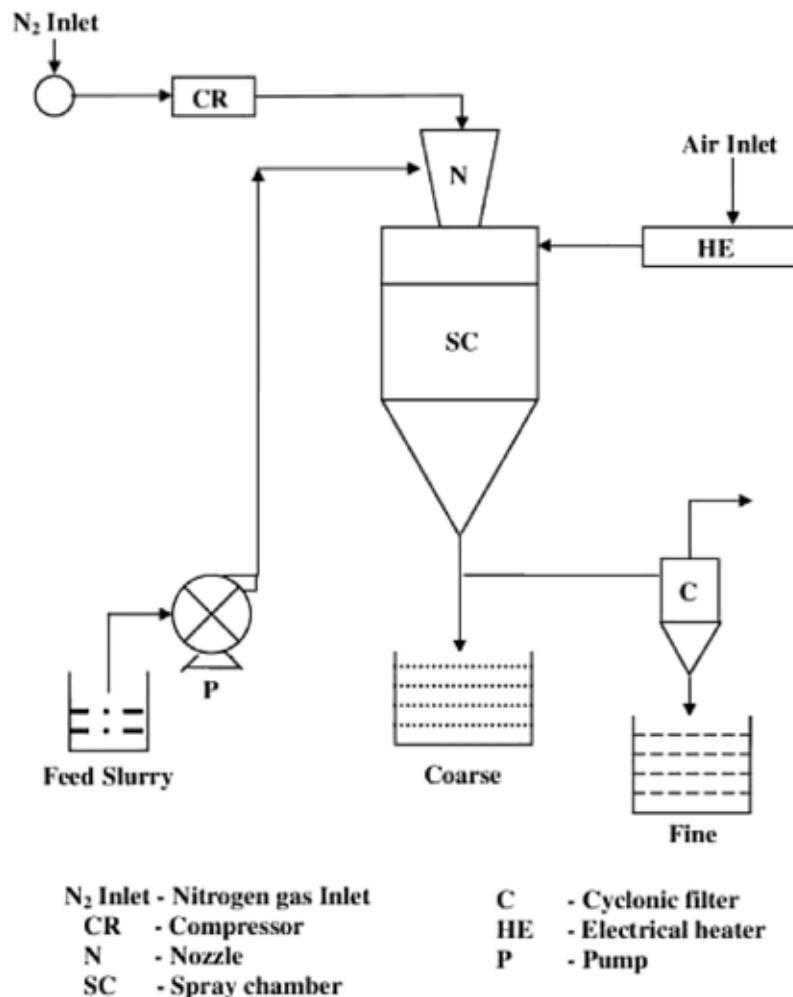 N₂ Inlet
CR
Air Inlet
N
HE
SC
C
P
Feed Slurry
Coarse
Fine
N₂ Inlet - Nitrogen gas Inlet
CR - Compressor
N - Nozzle
SC - Spray chamber
C - Cyclonic filter
HE - Electrical heater
P - Pump